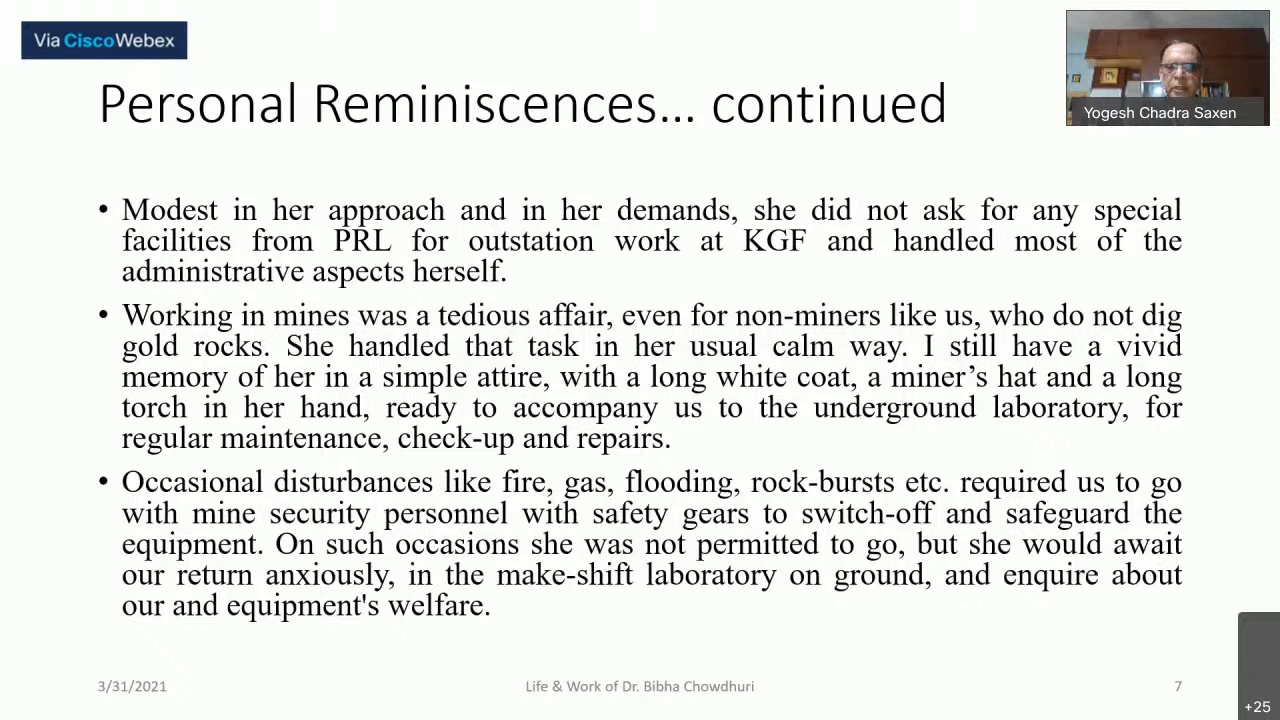 Via Cisco Webex
Personal Reminiscences... continued
Yogesh Chadra Saxen
• Modest in her approach and in her demands, she did not ask for any special
facilities from PRL for outstation work at KGF and handled most of the
administrative aspects herself.
• Working in mines was a tedious affair, even for non-miners like us, who do not dig
gold rocks. She handled that task in her usual calm way. I still have a vivid
memory of her in a simple attire, with a long white coat, a miner’s hat and a long
torch in her hand, ready to accompany us to the underground laboratory, for
regular maintenance, check-up and repairs.
• Occasional disturbances like fire, gas, flooding, rock-bursts etc. required us to go
with mine security personnel with safety gears to switch-off and safeguard the
equipment. On such occasions she was not permitted to go, but she would await
our return anxiously, in the make-shift laboratory on ground, and enquire about
our and equipment's welfare.
3/31/2021
Life & Work of Dr. Bibha Chowdhuri
7
+25